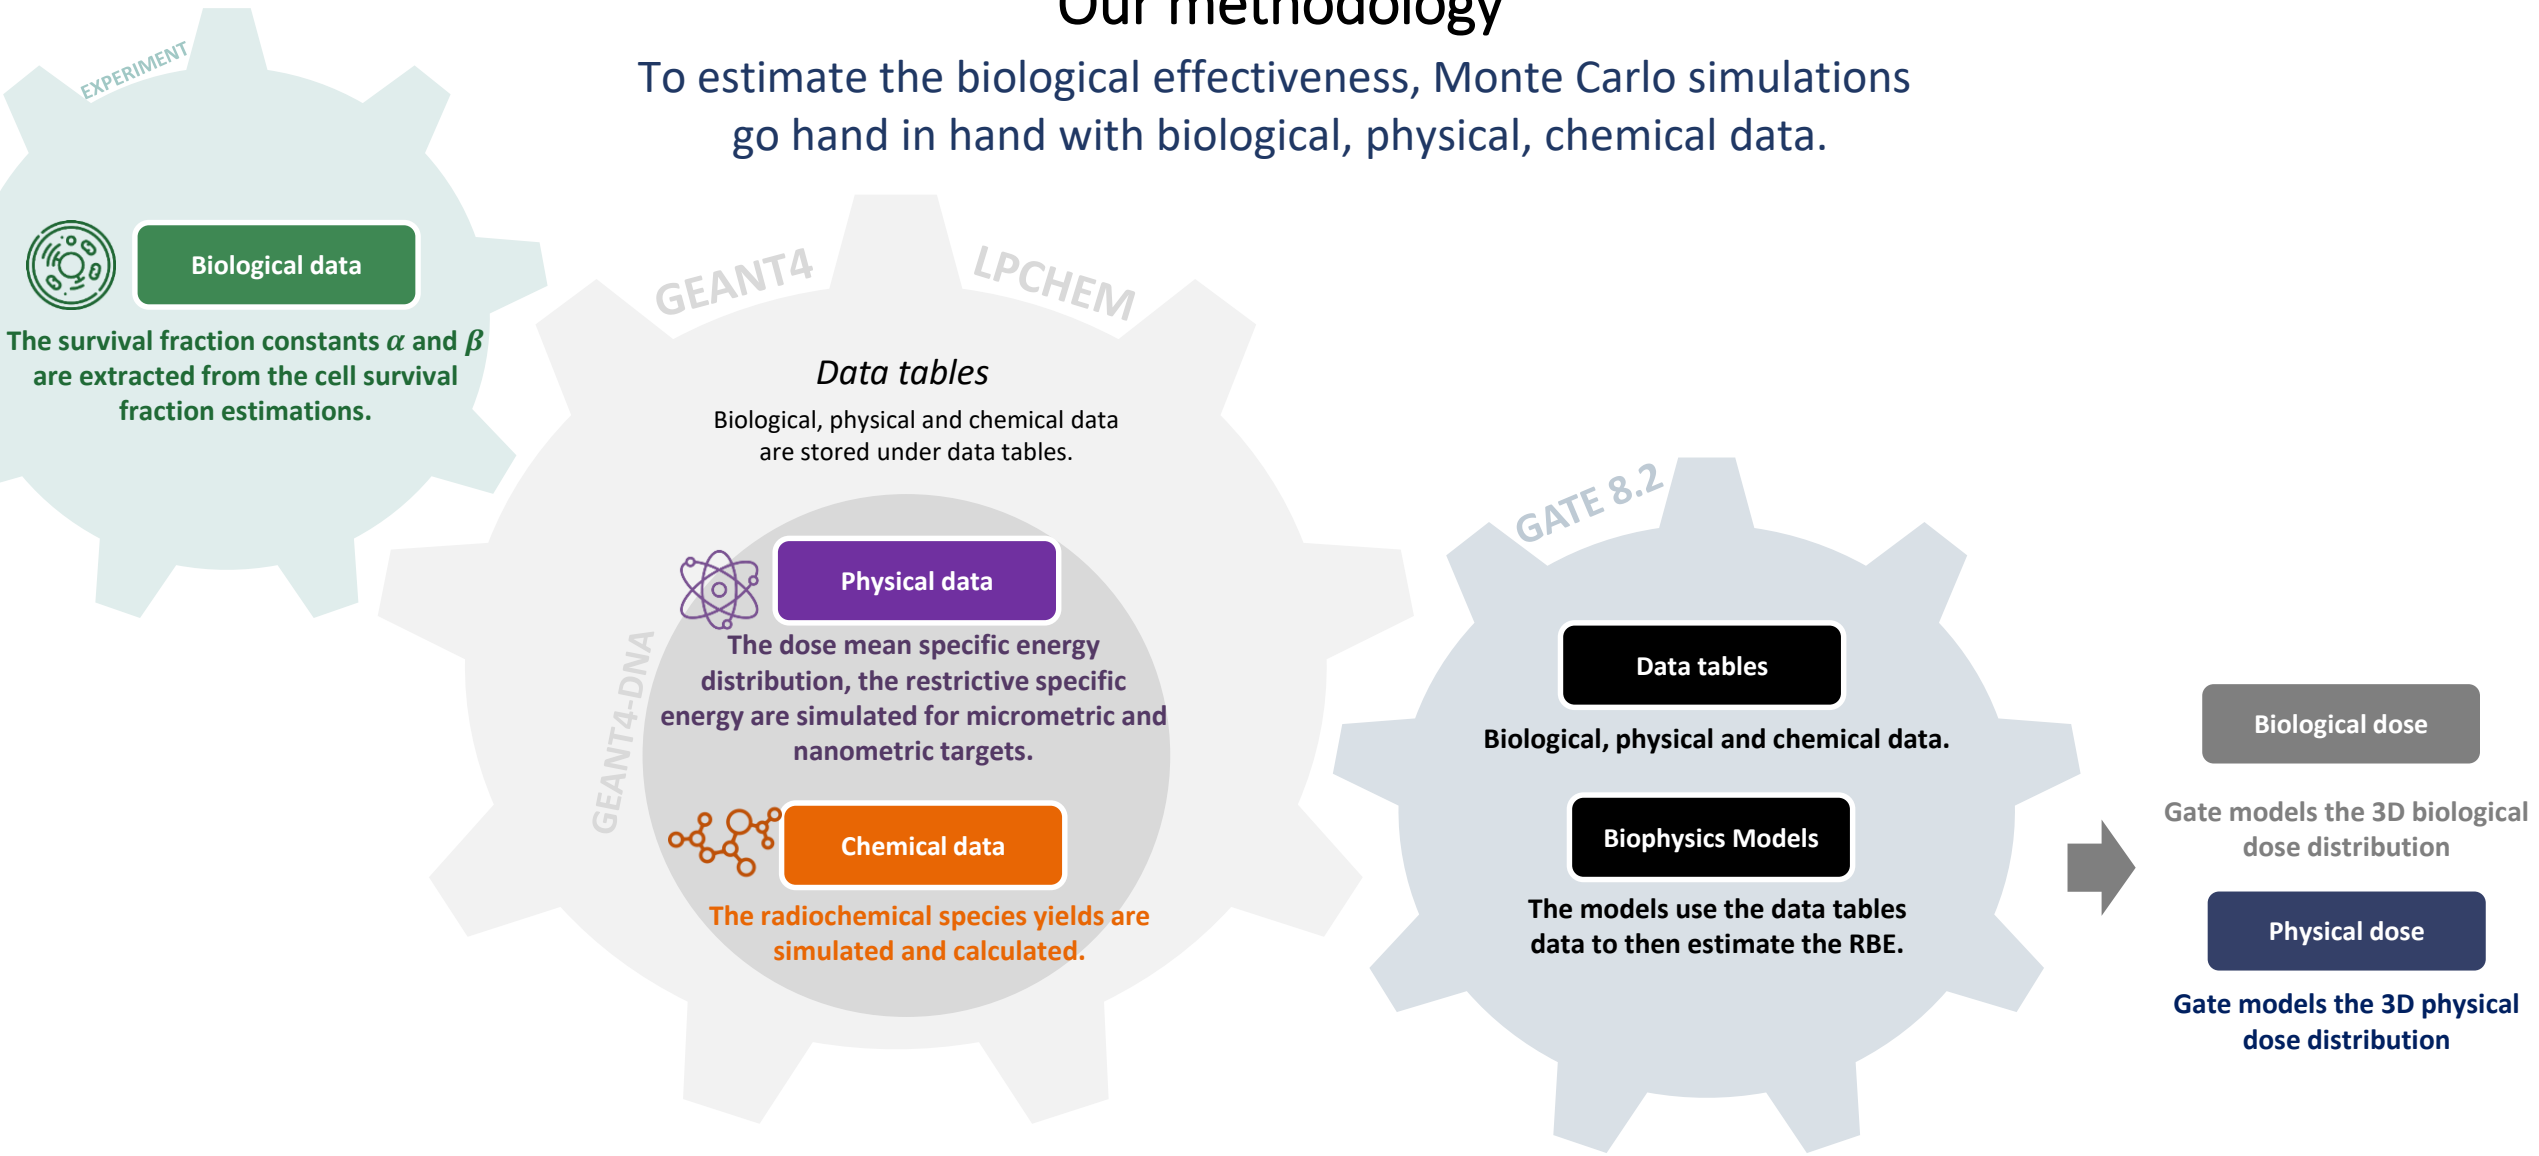 Our methodology
To estimate the biological effectiveness, Monte Carlo simulations
go hand in hand with biological, physical, chemical data.
EXPERIMENT
Biological data
The survival fraction constants α and β
are extracted from the cell survival
fraction estimations.
GEANT4
LPCHEM
GEANT4-DNA
Data tables
Biological, physical and chemical data
are stored under data tables.
Physical data
The dose mean specific energy
distribution, the restrictive specific
energy are simulated for micrometric and
nanometric targets.
Chemical data
The radiochemical species yields are
simulated and calculated.
GATE 8.2
Data tables
Biological, physical and chemical data.
Biophysics Models
The models use the data tables
data to then estimate the RBE.
Biological dose
Gate models the 3D biological
dose distribution
Physical dose
Gate models the 3D physical
dose distribution